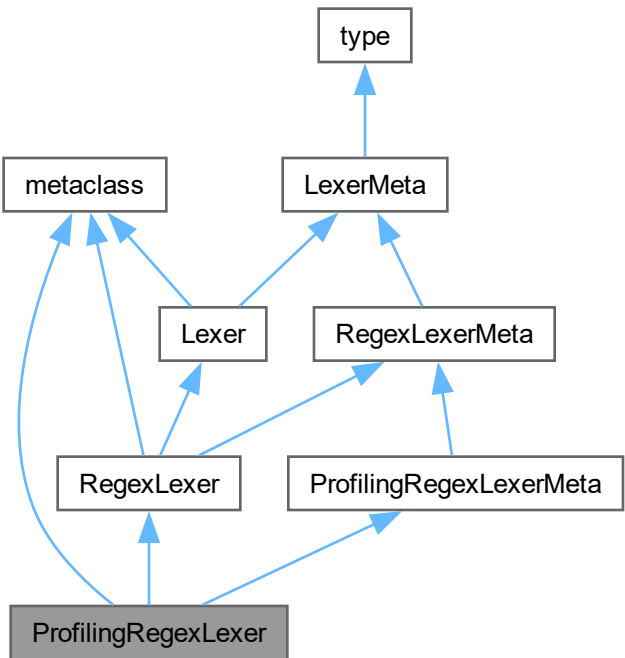 type
metaclass
LexerMeta
Lexer
RegexLexerMeta
RegexLexer
ProfilingRegexLexerMeta
ProfilingRegexLexer